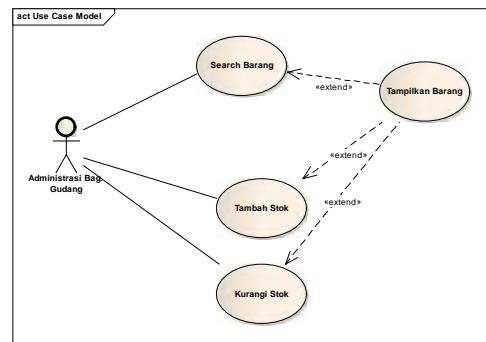 act Use Case Model
Search Barang
Tampilkan Barang
«extend»
«extend»
Administrasi Bag.
Gudang
«extend»
Tambah Stok
Kurangi Stok